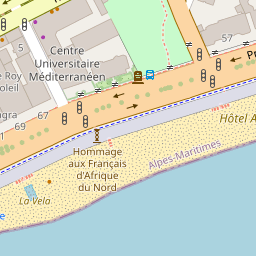 57
Centre
Universitaire
Méditerranéen
Roy
oleil
P
69
67
Hôtel A
Hommage
aux Français
d'Afrique
du Nord
Alpes-Maritimes
La Vela